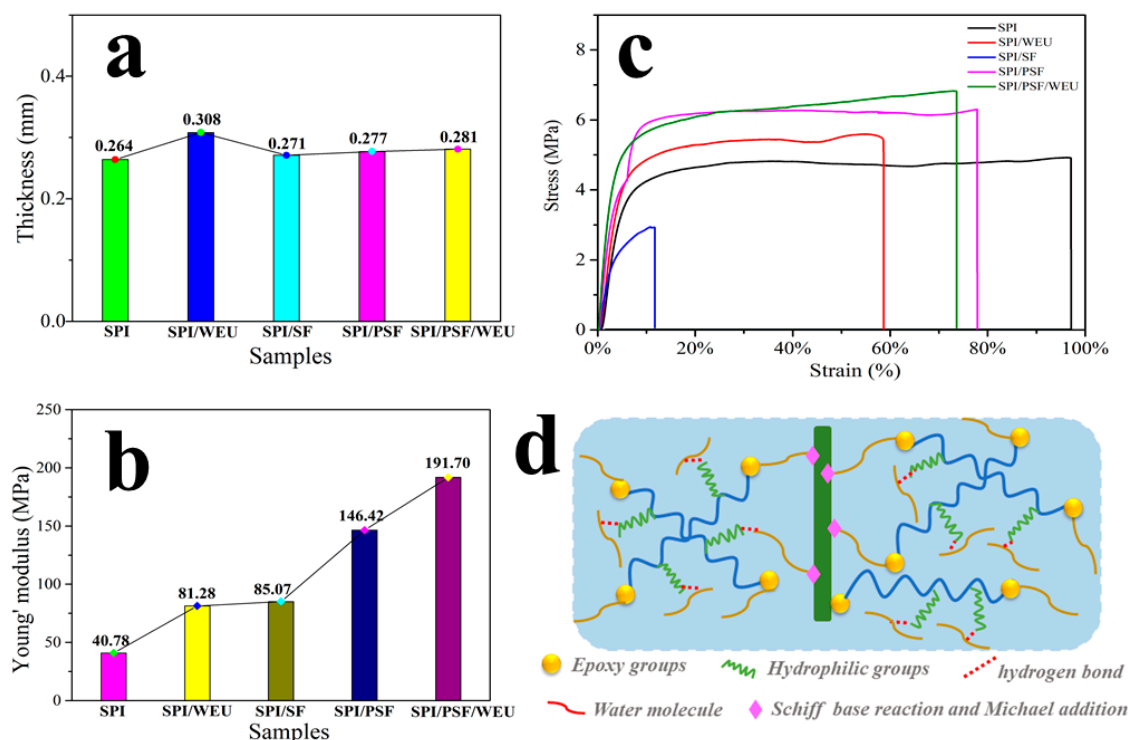 a
Thickness (mm)
0.4
0.2
0.0
0.264
0.308
0.271
0.277
0.281
SPI
SPI/WEU
SPI/SF
SPI/PSF
SPI/PSF/WEU
Samples
c
Stress (MPa)
8
6
4
2
0
SPI
SPI/WEU
SPI/SF
SPI/PSF
SPI/PSF/WEU
0%
20%
40%
60%
80%
100%
Strain (%)
b
Young' modulus (MPa)
250
200
150
100
50
0
40.78
81.28
85.07
146.42
191.70
SPI
SPI/WEU
SPI/SF
SPI/PSF
SPI/PSF/WEU
Samples
d
Epoxy groups
Hydrophilic groups
hydrogen bond
Water molecule
Schiff base reaction and Michael addition